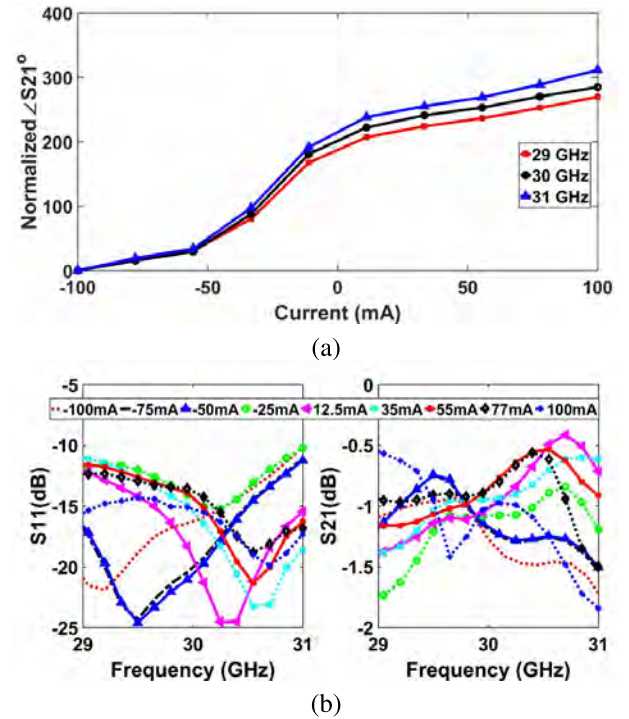 400
300
200
100
0
Normalized ∠S21°
29 GHz
30 GHz
31 GHz
-100 -50 0 50 100
Current (mA)
(a)
-100mA -75mA -50mA -25mA 12.5mA 35mA 55mA 77mA 100mA
-5
-10
-15
-20
-25
S11(dB)
29 30 31
Frequency (GHz)
0
-0.5
-1
-1.5
-2
S21(dB)
29 30 31
Frequency (GHz)
(b)